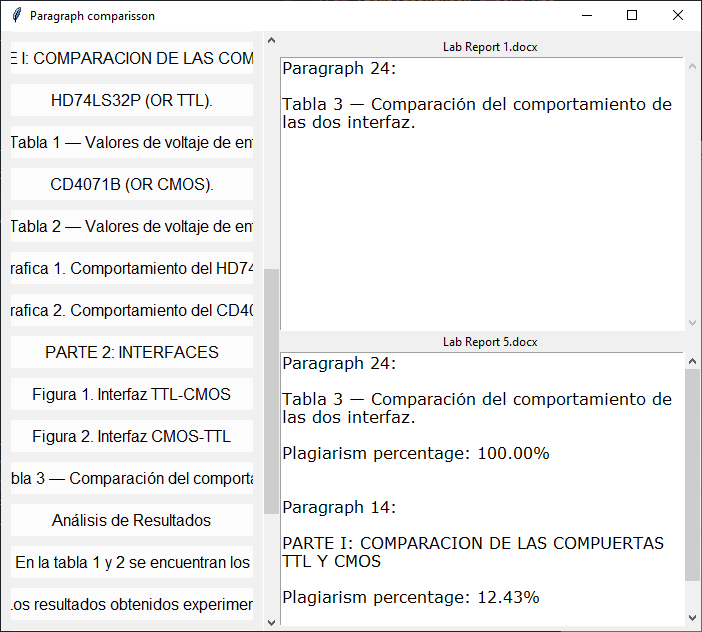 Paragraph comparisson
E I: COMPARACION DE LAS COM
HD74LS32P (OR TTL).
Tabla 1 — Valores de voltaje de en
CD4071B (OR CMOS).
Tabla 2 — Valores de voltaje de en
rafica 1. Comportamiento del HD74
rafica 2. Comportamiento del CD40
PARTE 2: INTERFACES
Figura 1. Interfaz TTL-CMOS
Figura 2. Interfaz CMOS-TTL
bla 3 — Comparación del comporta
Análisis de Resultados
En la tabla 1 y 2 se encuentran los
Los resultados obtenidos experimen
Lab Report 1.docx
Paragraph 24:
Tabla 3 — Comparación del comportamiento de
las dos interfaz.
Lab Report 5.docx
Paragraph 24:
Tabla 3 — Comparación del comportamiento de
las dos interfaz.
Plagiarism percentage: 100.00%
Paragraph 14:
PARTE I: COMPARACION DE LAS COMPUERTAS
TTL Y CMOS
Plagiarism percentage: 12.43%